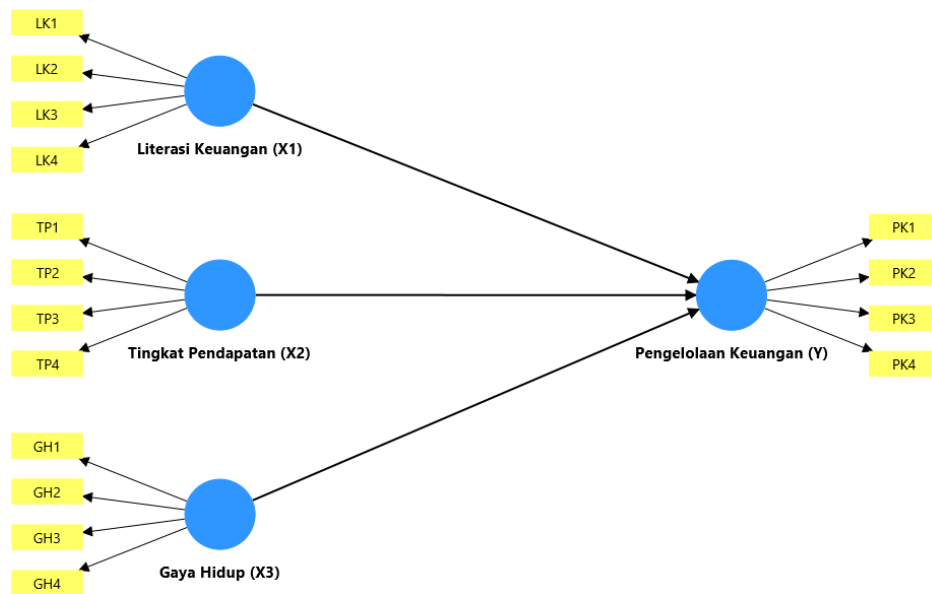 LK1
LK2
LK3
LK4
Literasi Keuangan (X1)
TP1
TP2
TP3
TP4
Tingkat Pendapatan (X2)
GH1
GH2
GH3
GH4
Gaya Hidup (X3)
PK1
PK2
PK3
PK4
Pengelolaan Keuangan (Y)